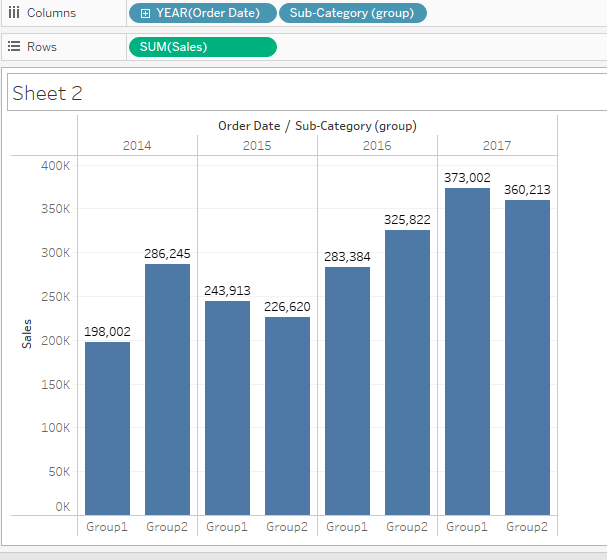 Columns YEAR(Order Date) Sub-Category (group)
Rows SUM(Sales)
Sheet 2
Order Date / Sub-Category (group)
2014 2015 2016 2017
400K
350K
300K
250K
200K
150K
100K
50K
0K
Sales
198,002 286,245 243,913 226,620 283,384 325,822 373,002 360,213
Group1 Group2 Group1 Group2 Group1 Group2 Group1 Group2